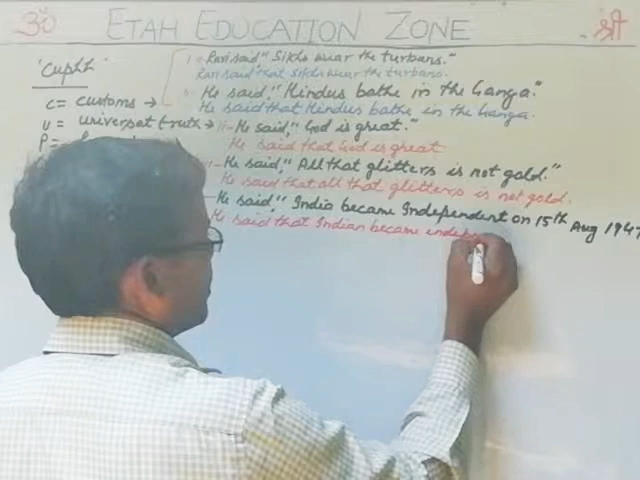 ॐ ETAH EDUCATION ZONE श्री
'Cuphh'
Ravi said "Sikhs wear the turbans."
Ravi said that Sikhs wear the turbans.
c = customs → He said, "Hindus bathe in the Ganga."
He said that Hindus bathe in the Ganga.
u = universal truth → He said, "God is great."
P =
He said that God is great
He said, "All that glitters is not gold."
He said that all that glitters is not gold.
He said, "India became Independent on 15th Aug 1947
He said that Indian became